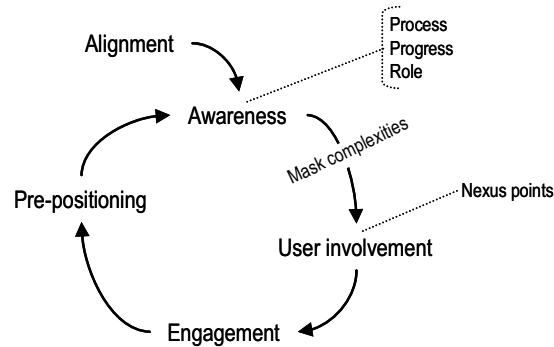 Process
Alignment
Progress
Role
Awareness
Mask complexities
Pre-positioning
Nexus points
User involvement
Engagement